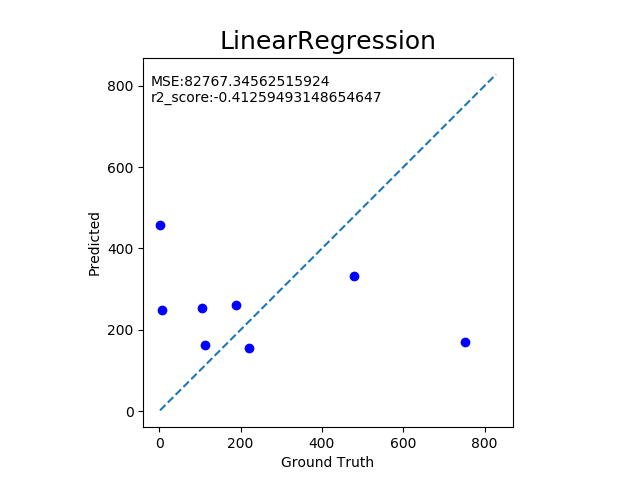 LinearRegression
MSE:82767.34562515924
r2_score:-0.41259493148654647
800
600
400
200
0
Predicted
0 200 400 600 800
Ground Truth